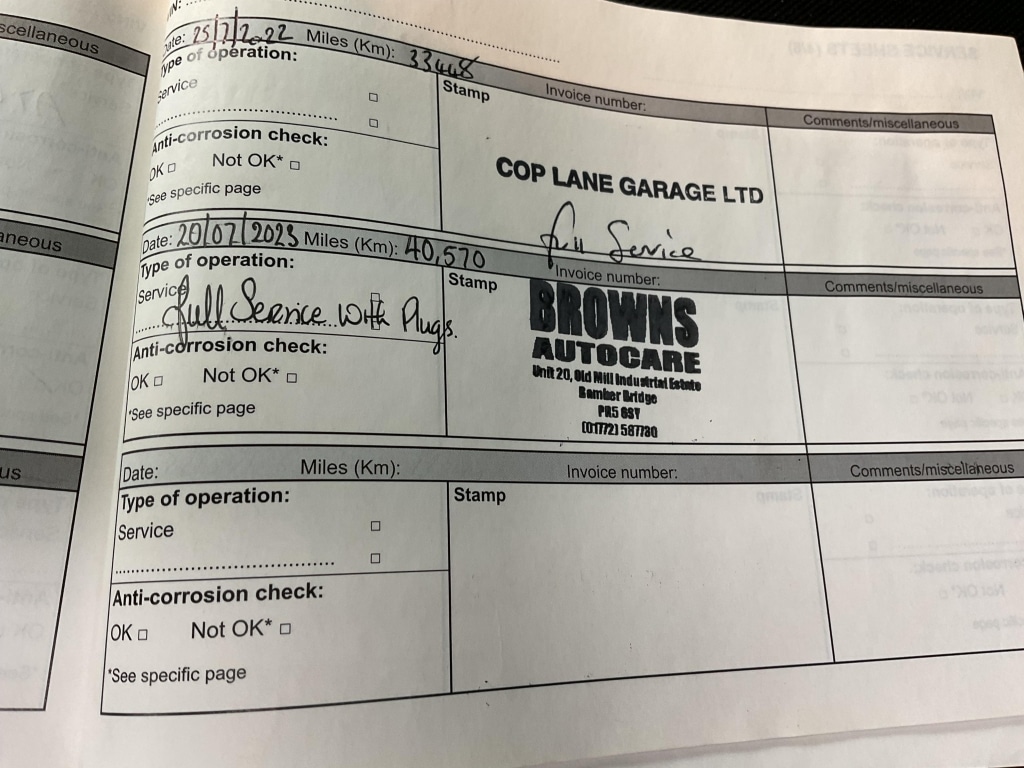 scellaneous
aneous
us
Date: 25/7/2022 Miles (Km): 33448 Invoice number: Comments/miscellaneous
Type of operation: Stamp
Service
Anti-corrosion check:
OK □ Not OK* □
*See specific page
COP LANE GARAGE LTD
full Service
Date: 20/07/2023 Miles (Km): 40,570 Invoice number: Comments/miscellaneous
Type of operation: Stamp
Service
full Service With Plugs.
Anti-corrosion check:
OK □ Not OK* □
*See specific page
BROWNS
AUTOCARE
Unit 20, Old Mill Industrial Estate
Bamber Bridge
PR5 6SY
(01772) 587780
Date: Miles (Km): Invoice number: Comments/miscellaneous
Type of operation: Stamp
Service
Anti-corrosion check:
OK □ Not OK* □
*See specific page